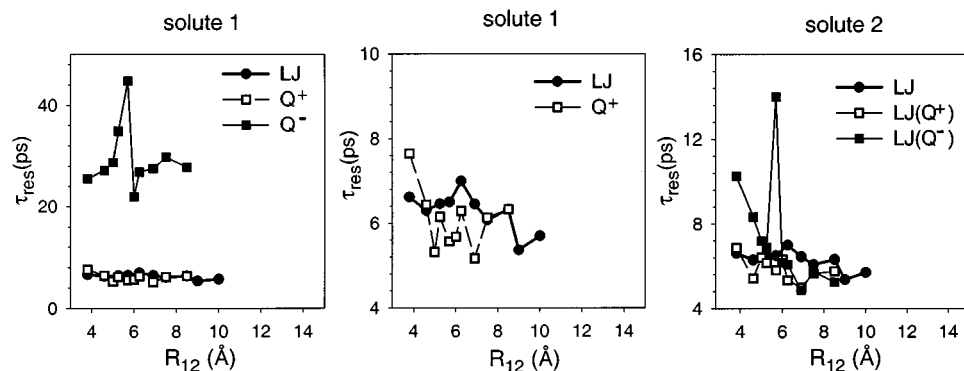 solute 1
LJ
Q⁺
Q⁻
40
20
0
τres(ps)
4 6 8 10 12 14
R12 (Å)
solute 1
LJ
Q⁺
10
8
6
4
τres(ps)
4 6 8 10 12 14
R12 (Å)
solute 2
LJ
LJ(Q⁺)
LJ(Q⁻)
16
12
8
4
τres(ps)
4 6 8 10 12 14
R12 (Å)